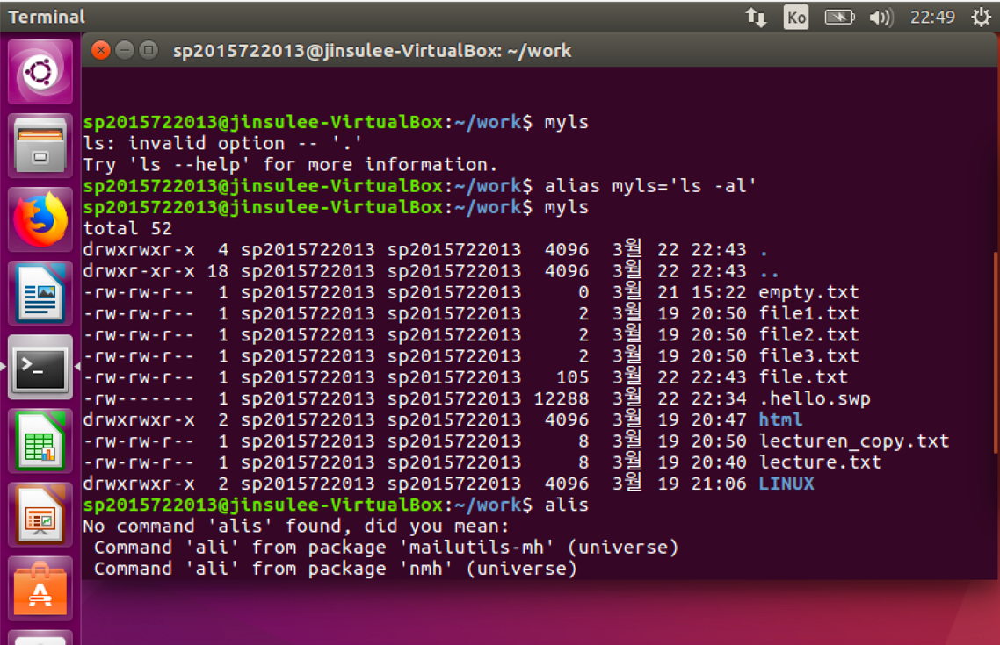 Terminal
Ko
22:49
sp2015722013@jinsulee-VirtualBox: ~/work
sp2015722013@jinsulee-VirtualBox:~/work$ myls
ls: invalid option -- '.'
Try 'ls --help' for more information.
sp2015722013@jinsulee-VirtualBox:~/work$ alias myls='ls -al'
sp2015722013@jinsulee-VirtualBox:~/work$ myls
total 52
drwxrwxr-x  4 sp2015722013 sp2015722013  4096  3월 22 22:43 .
drwxr-xr-x 18 sp2015722013 sp2015722013  4096  3월 22 22:43 ..
-rw-rw-r--  1 sp2015722013 sp2015722013     0  3월 21 15:22 empty.txt
-rw-rw-r--  1 sp2015722013 sp2015722013     2  3월 19 20:50 file1.txt
-rw-rw-r--  1 sp2015722013 sp2015722013     2  3월 19 20:50 file2.txt
-rw-rw-r--  1 sp2015722013 sp2015722013     2  3월 19 20:50 file3.txt
-rw-rw-r--  1 sp2015722013 sp2015722013   105  3월 22 22:43 file.txt
-rw-------  1 sp2015722013 sp2015722013 12288  3월 22 22:34 .hello.swp
drwxrwxr-x  2 sp2015722013 sp2015722013  4096  3월 19 20:47 html
-rw-rw-r--  1 sp2015722013 sp2015722013     8  3월 19 20:50 lecturen_copy.txt
-rw-rw-r--  1 sp2015722013 sp2015722013     8  3월 19 20:40 lecture.txt
drwxrwxr-x  2 sp2015722013 sp2015722013  4096  3월 19 21:06 LINUX
sp2015722013@jinsulee-VirtualBox:~/work$ alis
No command 'alis' found, did you mean:
 Command 'ali' from package 'mailutils-mh' (universe)
 Command 'ali' from package 'nmh' (universe)